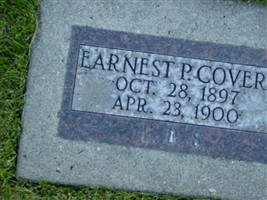 EARNEST P. COVER
OCT. 28, 1897
APR. 23, 1900